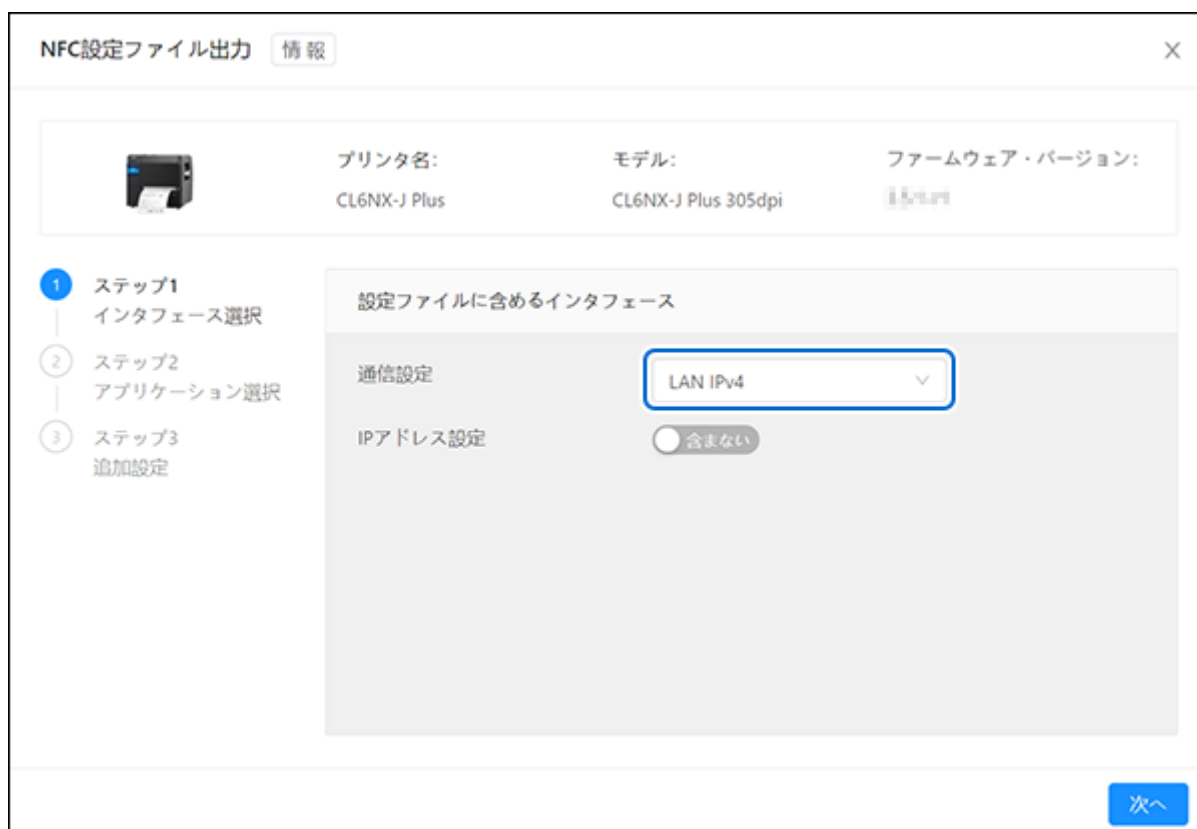 NFC設定ファイル出力 情報
プリンタ名: モデル: ファームウェア・バージョン:
CL6NX-J Plus CL6NX-J Plus 305dpi
1 ステップ1
インタフェース選択
2 ステップ2
アプリケーション選択
3 ステップ3
追加設定
設定ファイルに含めるインタフェース
通信設定 LAN IPv4
IPアドレス設定 含まない
次へ